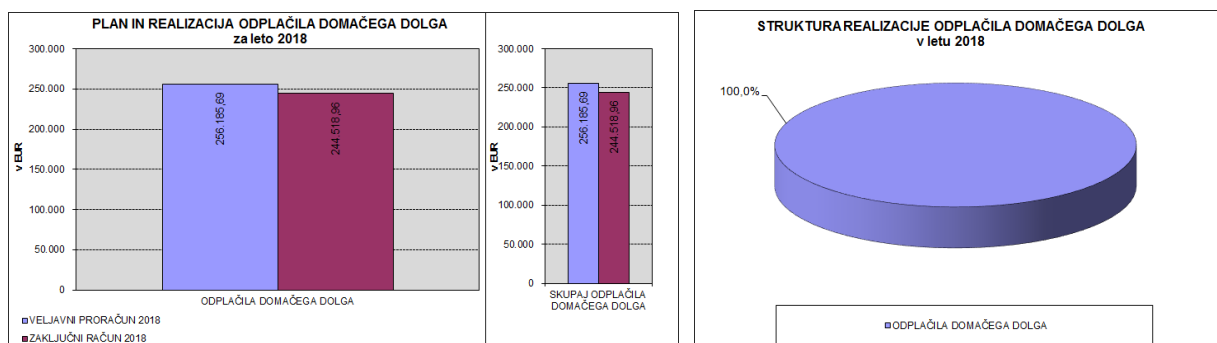 PLAN IN REALIZACIJA ODPLAČILA DOMAČEGA DOLGA
za leto 2018
300.000
250.000
200.000
150.000
100.000
50.000
0
v EUR
256.185,69
244.518,96
ODPLAČILA DOMAČEGA DOLGA
VELJAVNI PRORAČUN 2018
ZAKLJUČNI RAČUN 2018
300.000
250.000
200.000
150.000
100.000
50.000
0
v EUR
256.185,69
244.518,96
SKUPAJ ODPLAČILA
DOMAČEGA DOLGA
STRUKTURA REALIZACIJE ODPLAČILA DOMAČEGA DOLGA
v letu 2018
100,0%
ODPLAČILA DOMAČEGA DOLGA